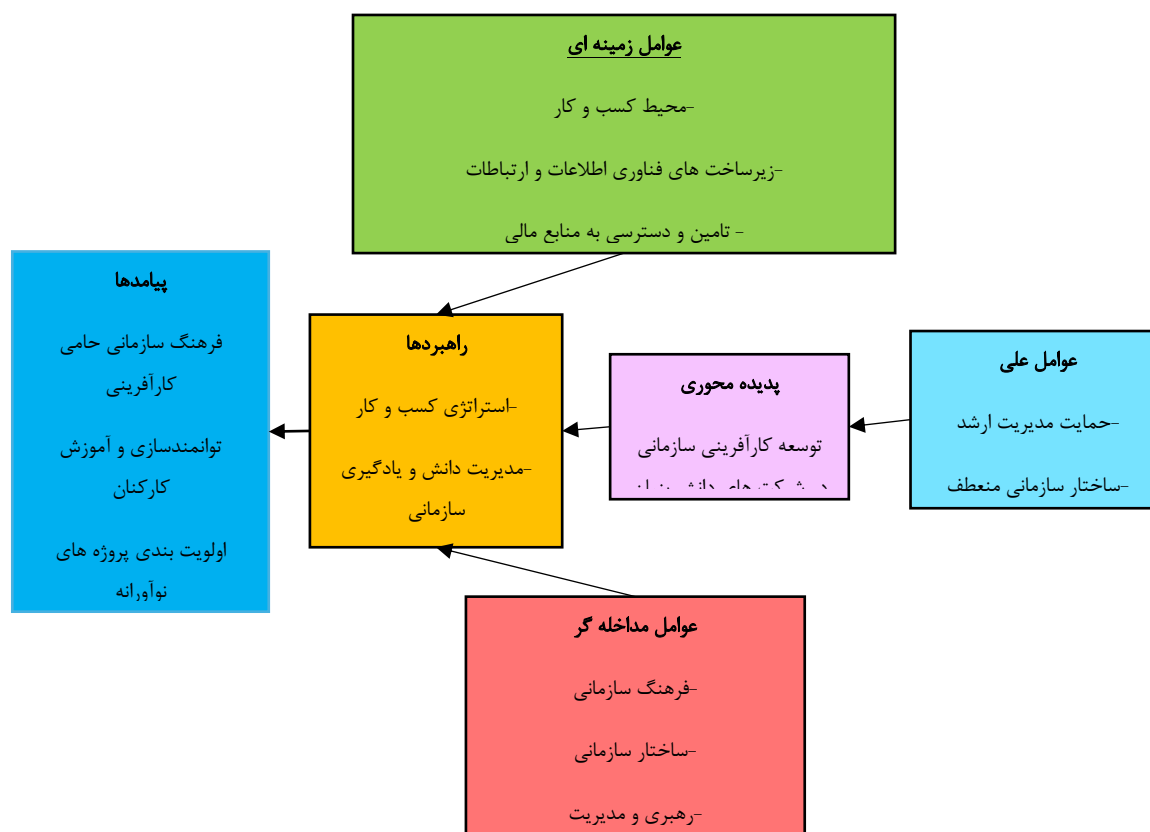 عوامل زمینه ای
-محیط کسب و کار
-زیرساخت های فناوری اطلاعات و ارتباطات
- تامین و دسترسی به منابع مالی
عوامل علی
-حمایت مدیریت ارشد
-ساختار سازمانی منعطف
پدیده محوری
توسعه کارآفرینی سازمانی
راهبردها
-استراتژی کسب و کار
-مدیریت دانش و یادگیری
سازمانی
پیامدها
فرهنگ سازمانی حامی
کارآفرینی
توانمندسازی و آموزش
کارکنان
اولویت بندی پروژه های
نوآورانه
عوامل مداخله گر
-فرهنگ سازمانی
-ساختار سازمانی
-رهبری و مدیریت